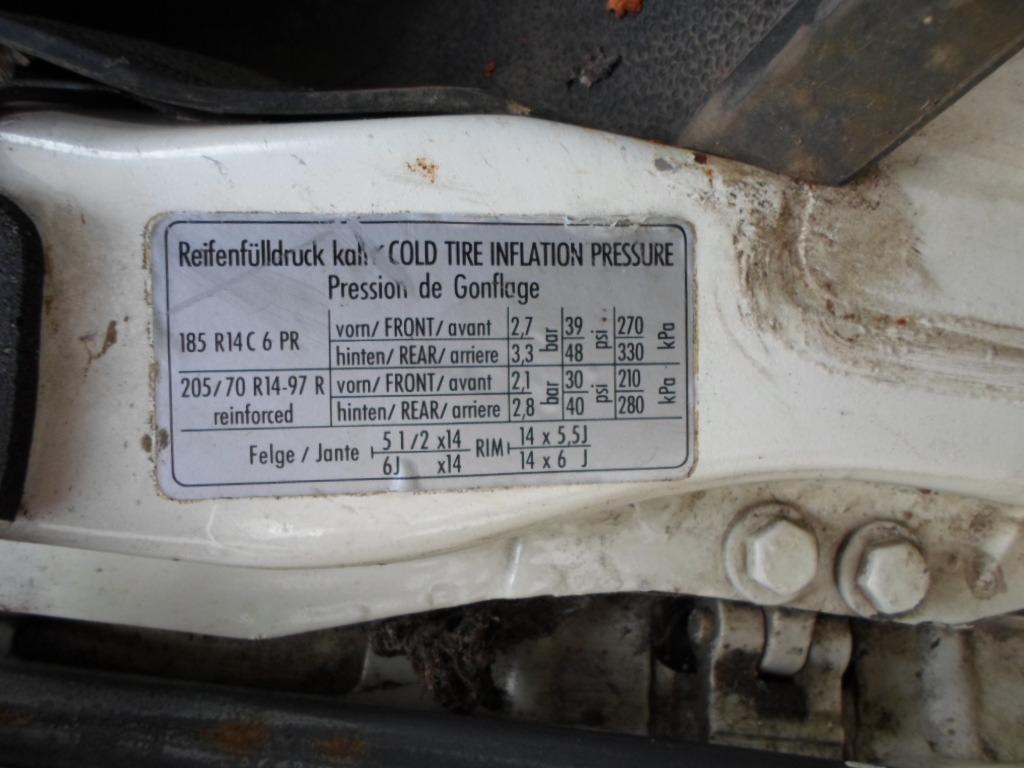 Reifenfülldruck kalt / COLD TIRE INFLATION PRESSURE
Pression de Gonflage
185 R14 C 6 PR
vorn/ FRONT/ avant 2,7 bar 39 psi 270 kPa
hinten/ REAR/ arriere 3,3 48 330
205/70 R14-97 R reinforced
vorn/ FRONT/ avant 2,1 bar 30 psi 210 kPa
hinten/ REAR/ arriere 2,8 40 280
Felge / Jante 5 1/2 x14 RIM 14 x 5,5J
6J x14 14 x 6 J